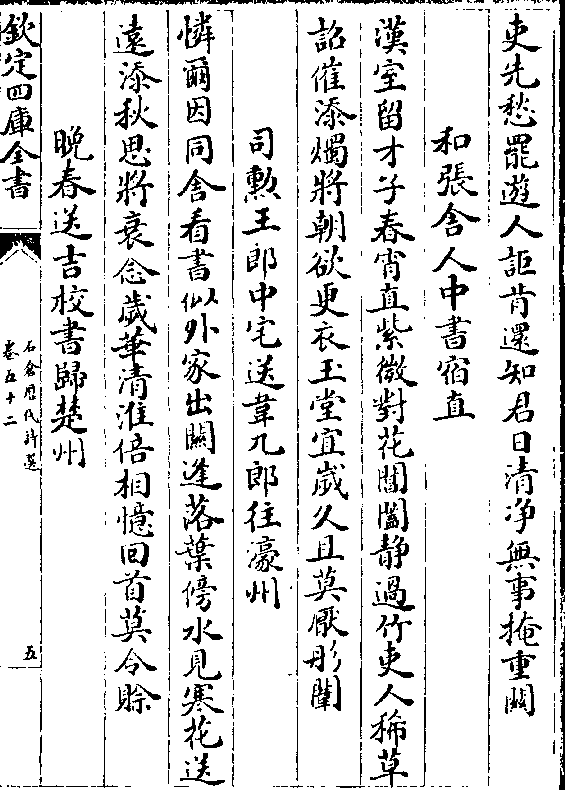 吏先愁罷遊人詎肯還知君日清净無事掩重闗
和張舍人中書宿直
漢室留才子春宵直紫微對花閶闔静過竹吏人稀草
詔催添燭將朝欲更衣玉堂宜歲久且莫厭彤闈
司勲王郎中宅送韋九郎往濠州
憐爾因同舍看書似外家出闗逢落葉傍水見寒花送
遠添秋思將衰念歲華清淮倍相憶回首莫令賒
晩春送吉校書歸楚州
欽定四庫全書
石倉歴代詩選
卷五十二
五